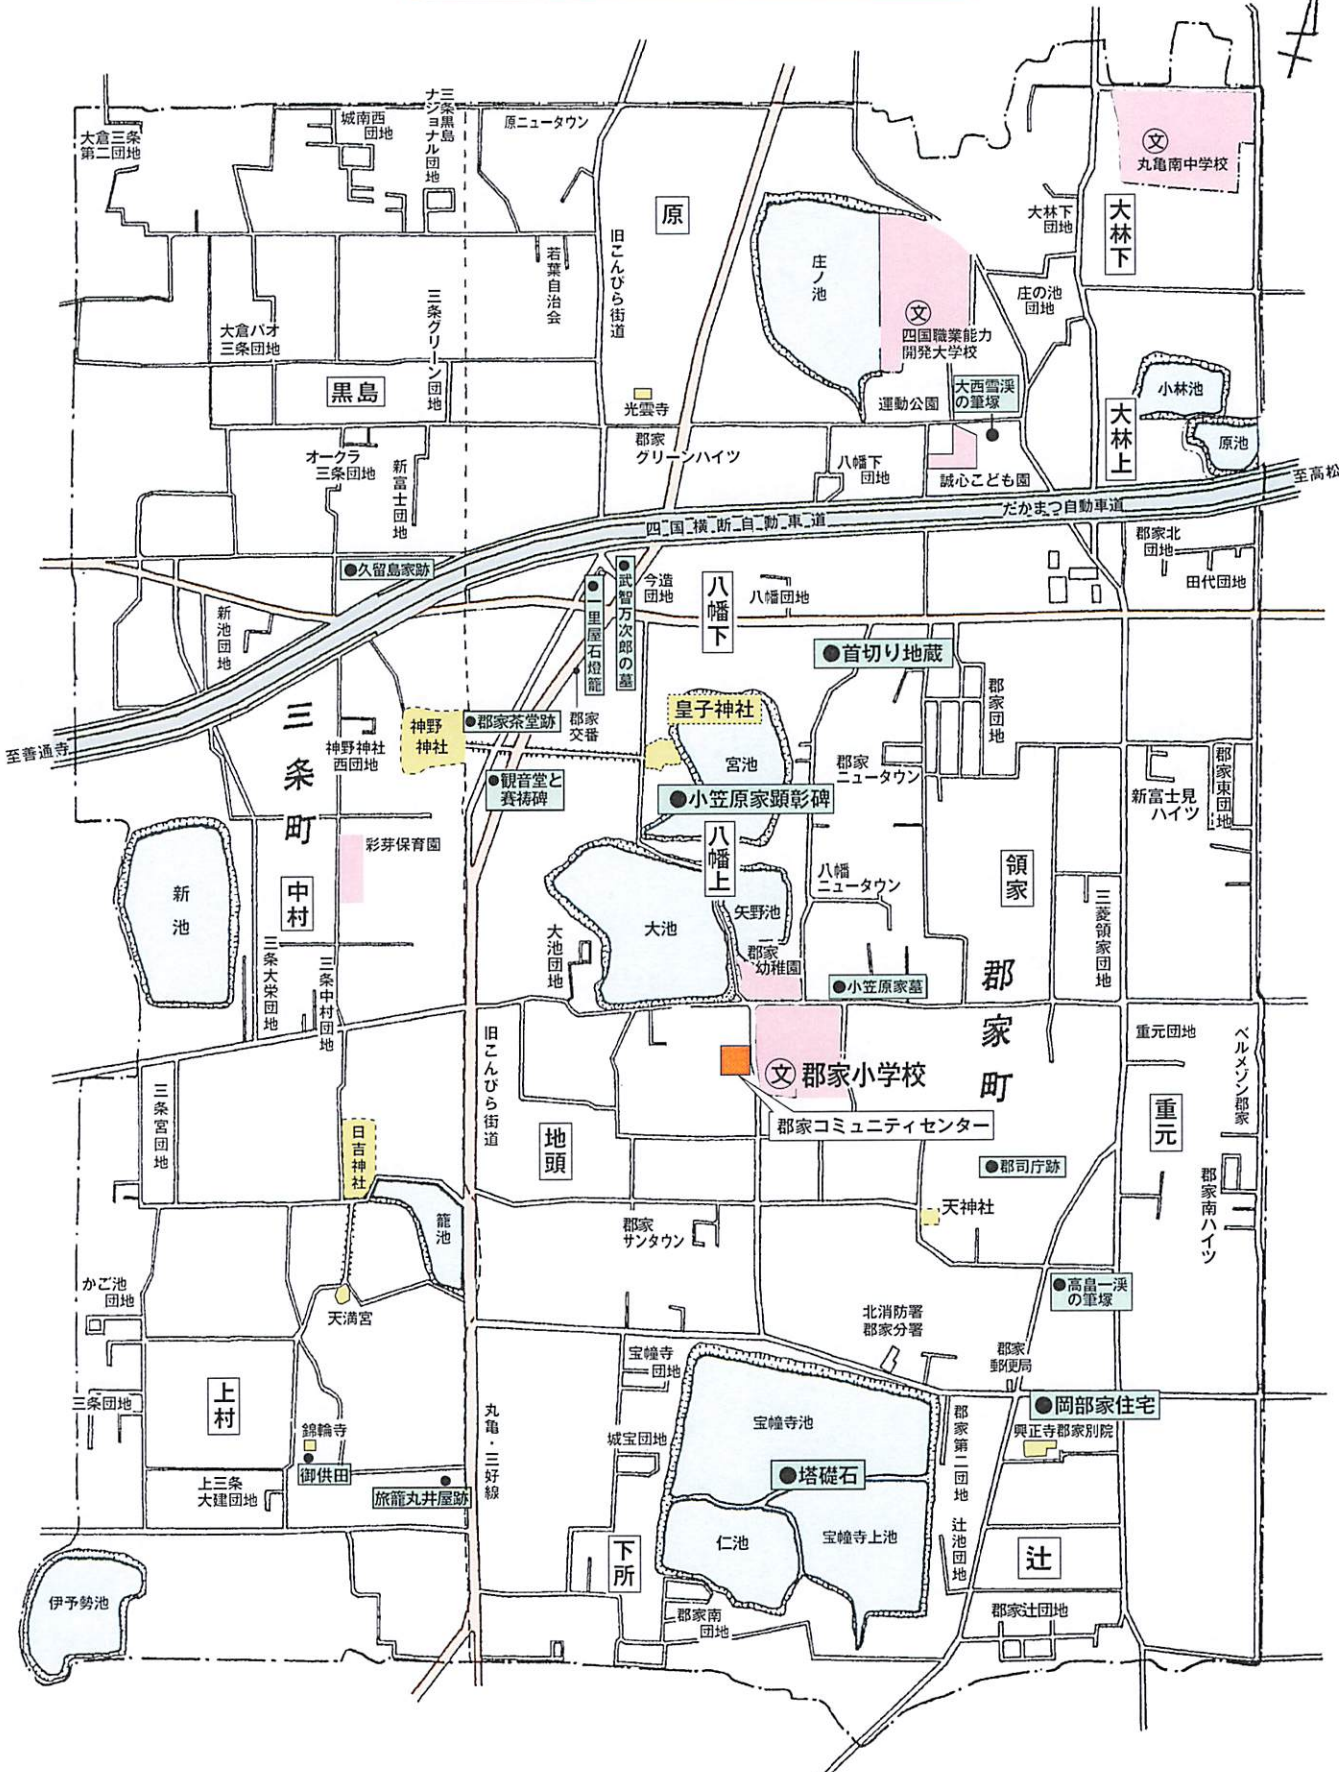 大倉三条
第二団地
城南西
団地
三条黒島
ナショナル団地
原ニュータウン
原
旧こんぴら街道
若葉自治会
文
丸亀南中学校
大林下
団地
大林下
庄ノ池
文
四国職業能力
開発大学校
庄の池
団地
大倉パオ
三条団地
三条グリーン団地
黒島
光雲寺
運動公園
大西雪渓
の筆塚
小林池
大林上
原池
オークラ
三条団地
新富士団地
郡家
グリーンハイツ
八幡下
団地
誠心こども園
至高松
四国横断自動車道
たかまつ自動車道
郡家北
団地
田代団地
●久留島家跡
●一里屋石燈籠
●武智万次郎の墓
今造
団地
八幡下
八幡団地
新池団地
●首切り地蔵
郡家団地
至善通寺
三条町
神野神社
西団地
神野
神社
●郡家茶堂跡
郡家
交番
皇子神社
宮池
郡家
ニュータウン
●観音堂と
賽祷碑
●小笠原家顕彰碑
新富士見
ハイツ
郡家東団地
彩芽保育園
新池
中村
八幡上
八幡
ニュータウン
領家
三菱領家団地
大池
矢野池
大池団地
郡家
幼稚園
三条大栄団地
三条中村団地
●小笠原家墓
郡家町
旧こんぴら街道
文 郡家小学校
重元団地
ベルメゾン郡家
三条宮団地
郡家コミュニティセンター
地頭
重元
日吉神社
●郡司庁跡
郡家南ハイツ
籠池
天神社
郡家
サンタウン
かご池
団地
天満宮
●高畠一渓
の筆塚
北消防署
郡家分署
宝幢寺
団地
郡家
郵便局
三条団地
上村
●岡部家住宅
錦輪寺
丸亀・三好線
宝幢寺池
城宝団地
郡家第二団地
興正寺郡家別院
御供田
●塔礎石
上三条
大建団地
旅籠丸井屋跡
仁池
宝幢寺上池
辻池団地
下所
辻
伊予勢池
郡家南
団地
郡家辻団地